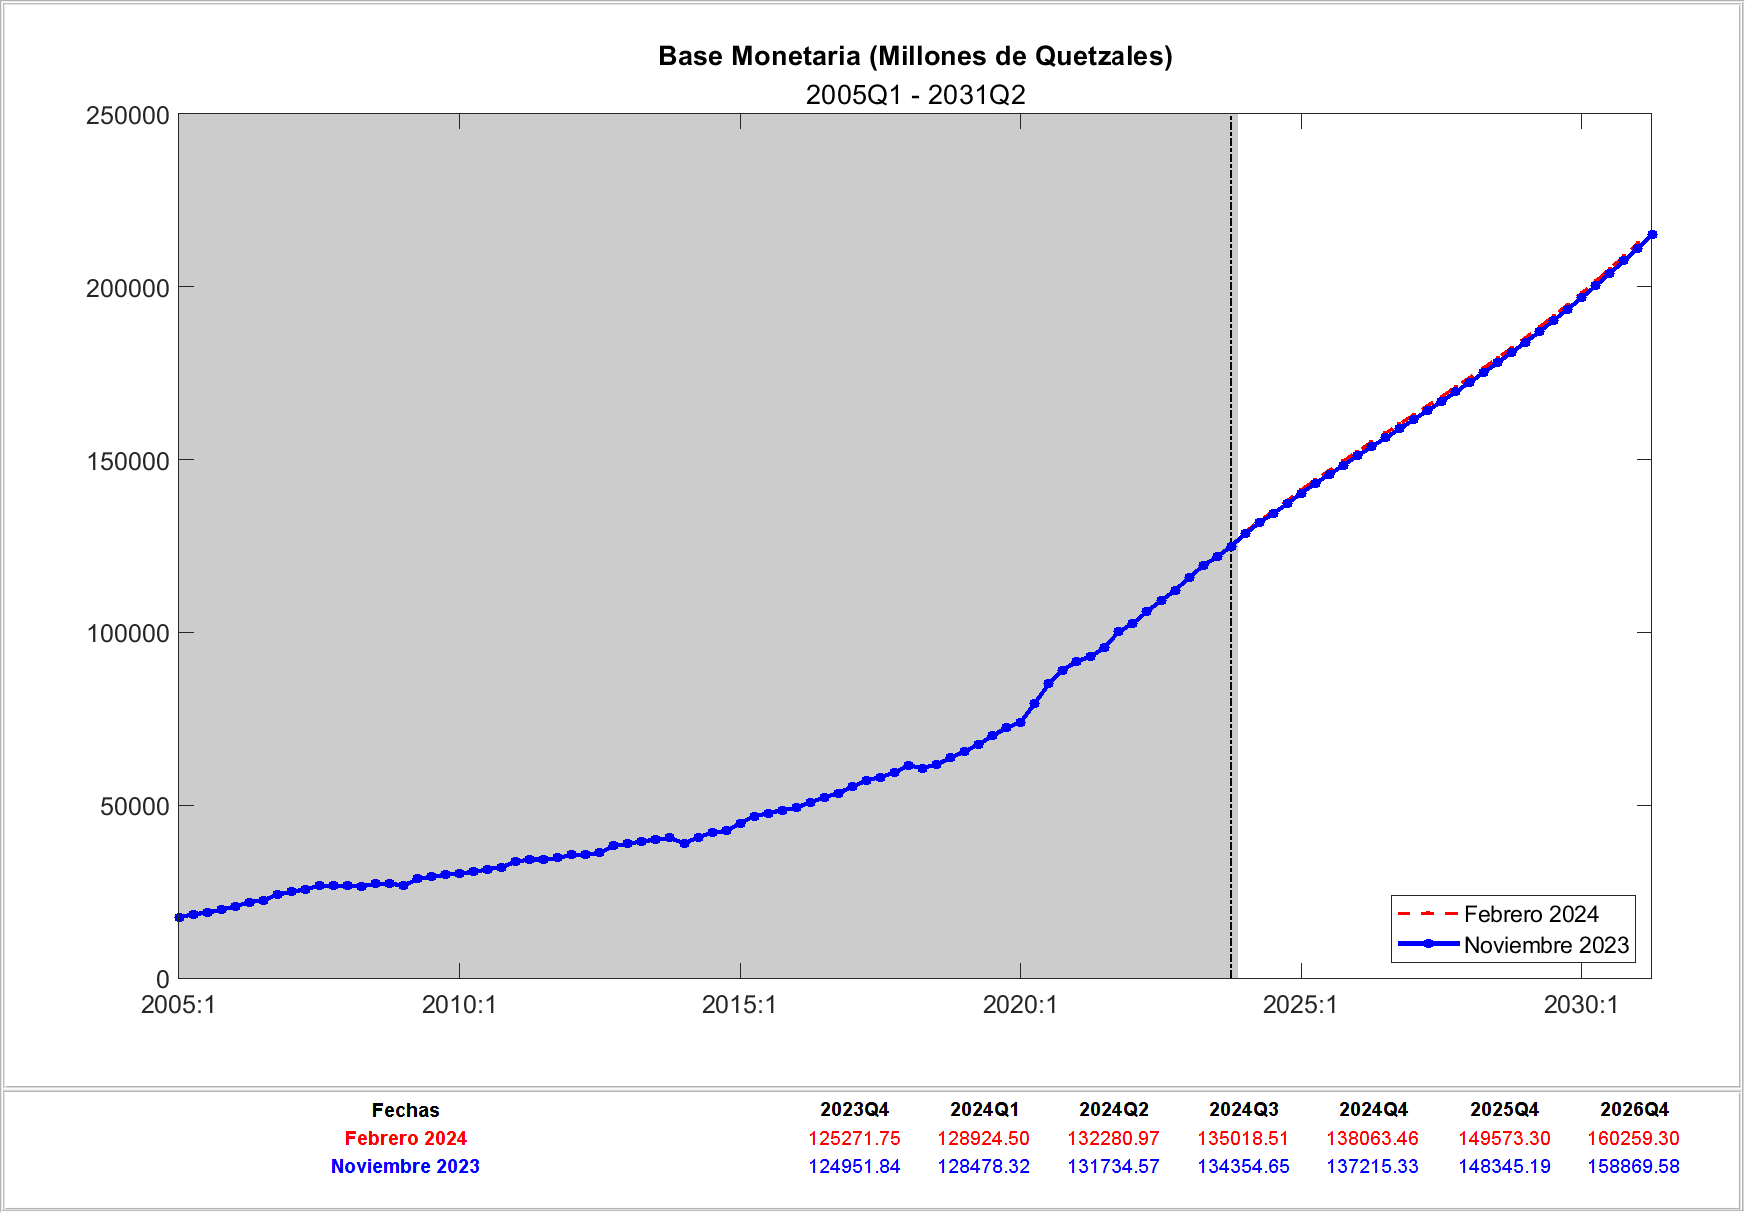 Base Monetaria (Millones de Quetzales)
2005Q1 - 2031Q2
250000
200000
150000
100000
50000
0
2005:1 2010:1 2015:1 2020:1 2025:1 2030:1
Febrero 2024
Noviembre 2023
Fechas 2023Q4 2024Q1 2024Q2 2024Q3 2024Q4 2025Q4 2026Q4
Febrero 2024 125271.75 128924.50 132280.97 135018.51 138063.46 149573.30 160259.30
Noviembre 2023 124951.84 128478.32 131734.57 134354.65 137215.33 148345.19 158869.58